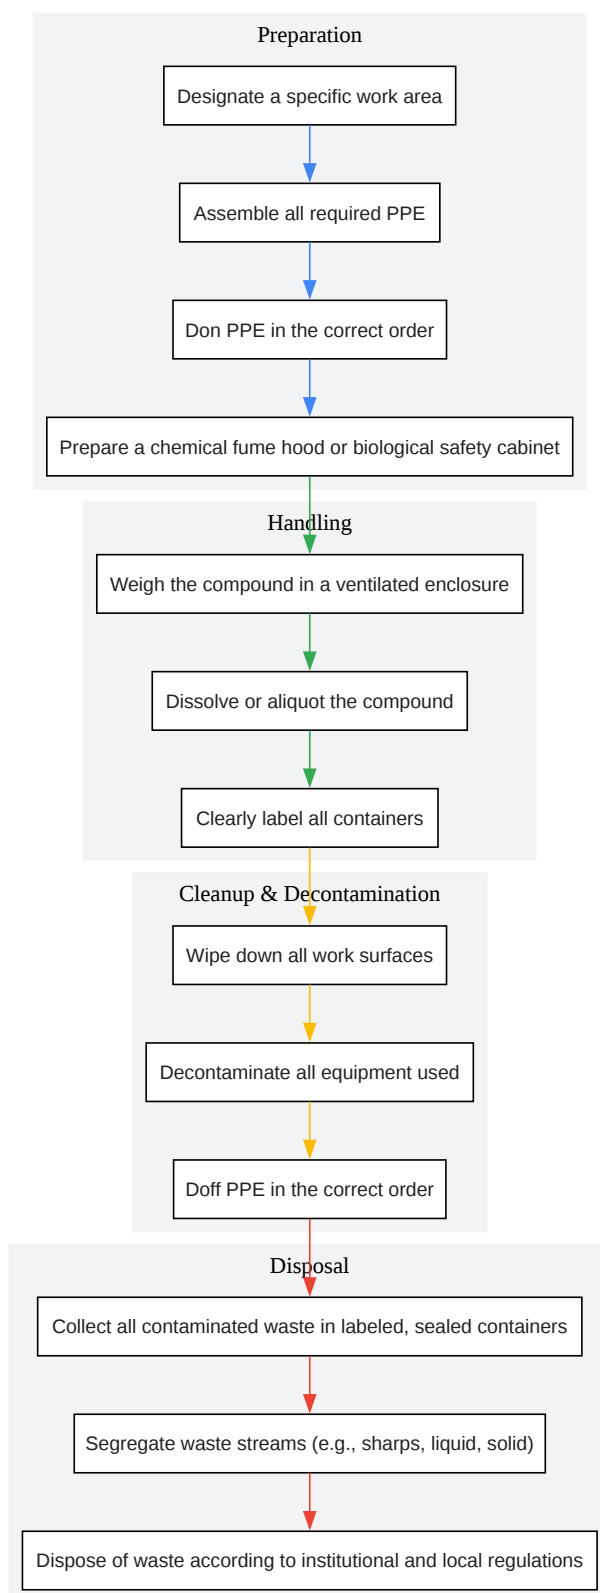 Preparation
Designate a specific work area
Assemble all required PPE
Don PPE in the correct order
Prepare a chemical fume hood or biological safety cabinet
Handling
Weigh the compound in a ventilated enclosure
Dissolve or aliquot the compound
Clearly label all containers
Cleanup & Decontamination
Wipe down all work surfaces
Decontaminate all equipment used
Doff PPE in the correct order
Disposal
Collect all contaminated waste in labeled, sealed containers
Segregate waste streams (e.g., sharps, liquid, solid)
Dispose of waste according to institutional and local regulations